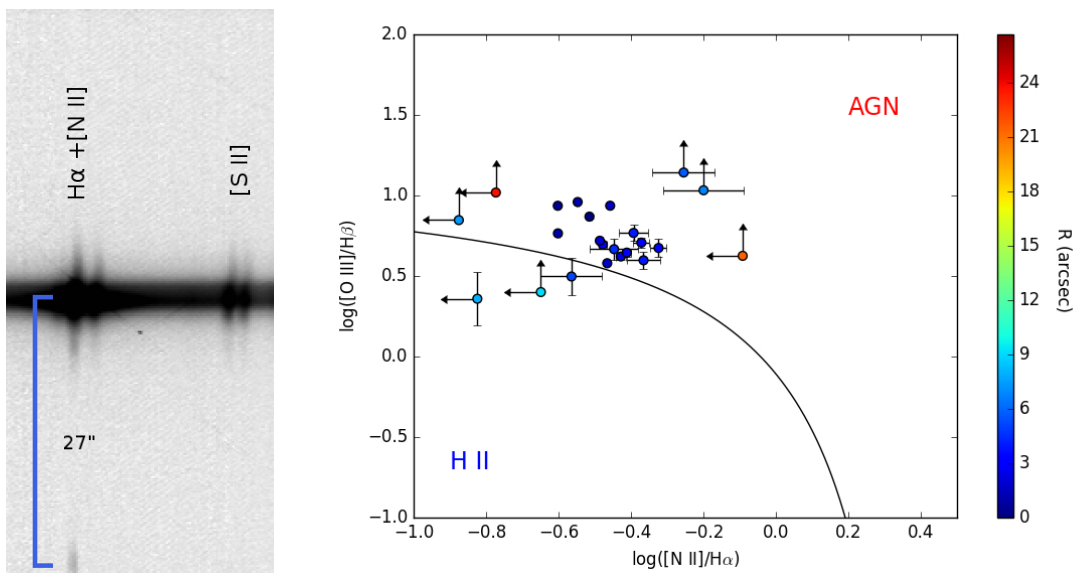 Hα +[N II]
[S II]
27"
2.0
1.5
1.0
0.5
0.0
−0.5
−1.0
log([O III]/Hβ)
AGN
H II
−1.0 −0.8 −0.6 −0.4 −0.2 0.0 0.2 0.4
log([N II]/Hα)
24
21
18
15
12
9
6
3
0
R (arcsec)